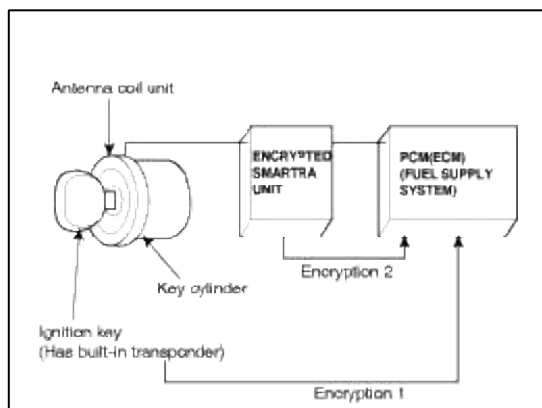 Antenna coil unit
ENCRYPTED
SMARTRA
UNIT
PCM(ECM)
(FUEL SUPPLY
SYSTEM)
Encryption 2
Key cylinder
Ignition key
(Has built-in transponder)
Encryption 1